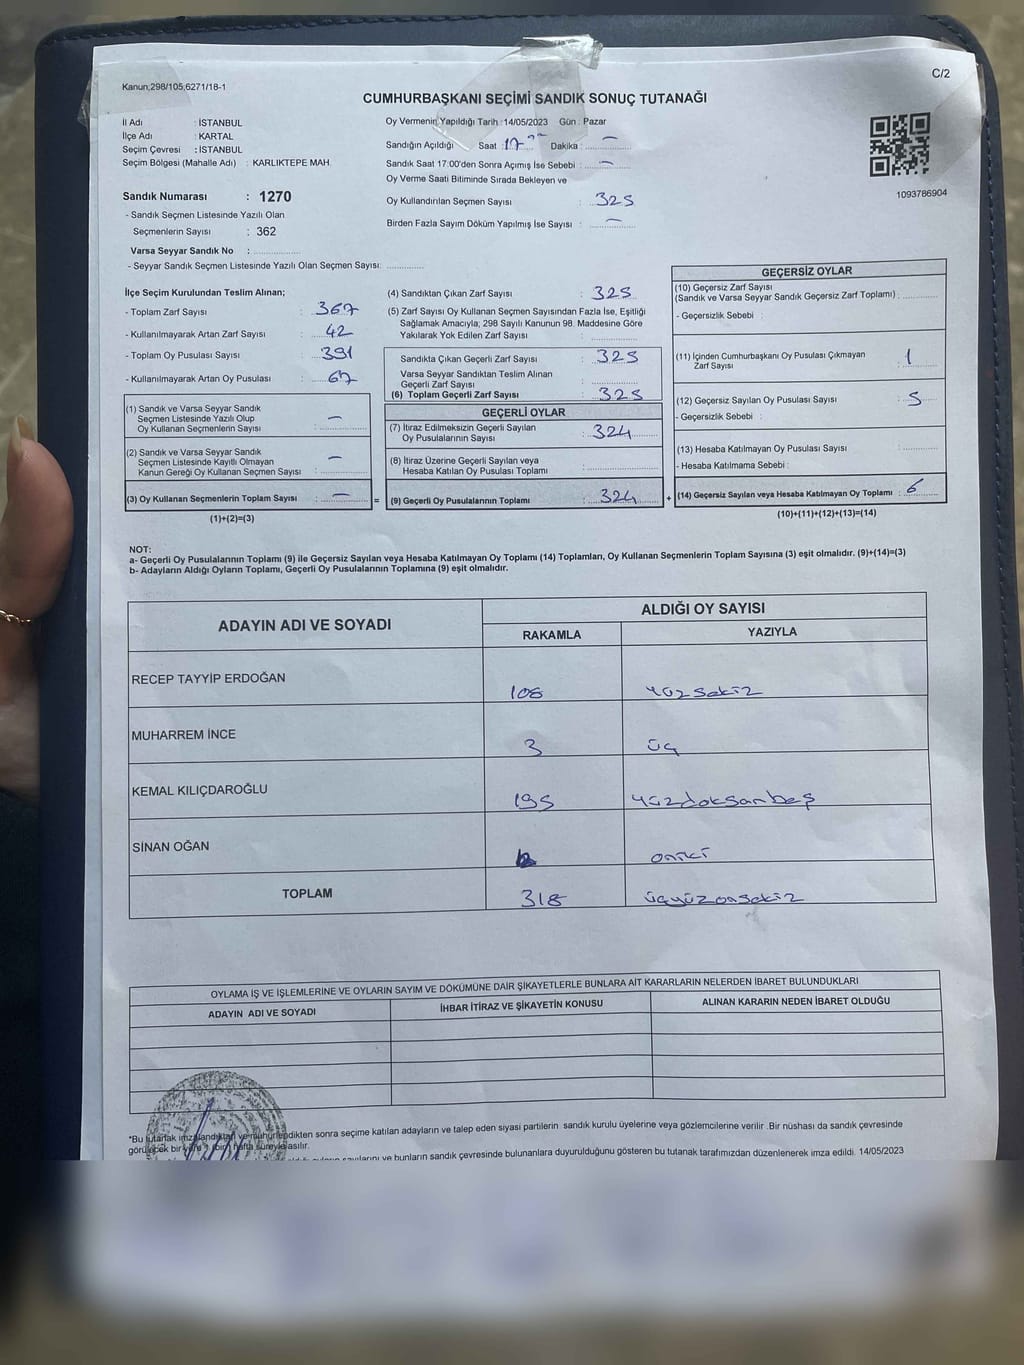 Kanun;298/105;6271/18-1
C/2
CUMHURBAŞKANI SEÇİMİ SANDIK SONUÇ TUTANAĞI
İl Adı : İSTANBUL
İlçe Adı : KARTAL
Seçim Çevresi : İSTANBUL
Seçim Bölgesi (Mahalle Adı) : KARLIKTEPE MAH.
Sandık Numarası : 1270
- Sandık Seçmen Listesinde Yazılı Olan
Seçmenlerin Sayısı : 362
Varsa Seyyar Sandık No : ..............
- Seyyar Sandık Seçmen Listesinde Yazılı Olan Seçmen Sayısı: ............
Oy Vermenin Yapıldığı Tarih : 14/05/2023 Gün : Pazar
Sandığın Açıldığı Saat : 17 Dakika : —
Sandık Saat 17:00'den Sonra Açımış İse Sebebi : —
Oy Verme Saati Bitiminde Sırada Bekleyen ve
Oy Kullandırılan Seçmen Sayısı : 325
Birden Fazla Sayım Döküm Yapılmış İse Sayısı : —
1093786904
İlçe Seçim Kurulundan Teslim Alınan;
- Toplam Zarf Sayısı : 367
- Kullanılmayarak Artan Zarf Sayısı : 42
- Toplam Oy Pusulası Sayısı : 391
- Kullanılmayarak Artan Oy Pusulası : 67
(1) Sandık ve Varsa Seyyar Sandık
Seçmen Listesinde Yazılı Olup
Oy Kullanan Seçmenlerin Sayısı : —
(2) Sandık ve Varsa Seyyar Sandık
Seçmen Listesinde Kayıtlı Olmayan
Kanun Gereği Oy Kullanan Seçmen Sayısı : —
(3) Oy Kullanan Seçmenlerin Toplam Sayısı : —
(1)+(2)=(3)
=
(4) Sandıktan Çıkan Zarf Sayısı : 325
(5) Zarf Sayısı Oy Kullanan Seçmen Sayısından Fazla İse, Eşitliği
Sağlamak Amacıyla; 298 Sayılı Kanunun 98. Maddesine Göre
Yakılarak Yok Edilen Zarf Sayısı : ............
Sandıkta Çıkan Geçerli Zarf Sayısı : 325
Varsa Seyyar Sandıktan Teslim Alınan
Geçerli Zarf Sayısı : ............
(6) Toplam Geçerli Zarf Sayısı : 325
GEÇERLİ OYLAR
(7) İtiraz Edilmeksizin Geçerli Sayılan
Oy Pusulalarının Sayısı : 324
(8) İtiraz Üzerine Geçerli Sayılan veya
Hesaba Katılan Oy Pusulası Toplamı : ............
(9) Geçerli Oy Pusulalarının Toplamı : 324
+
GEÇERSİZ OYLAR
(10) Geçersiz Zarf Sayısı
(Sandık ve Varsa Seyyar Sandık Geçersiz Zarf Toplamı) : .........
- Geçersizlik Sebebi :
(11) İçinden Cumhurbaşkanı Oy Pusulası Çıkmayan
Zarf Sayısı : 1
(12) Geçersiz Sayılan Oy Pusulası Sayısı : 5
- Geçersizlik Sebebi :
(13) Hesaba Katılmayan Oy Pusulası Sayısı : .........
- Hesaba Katılmama Sebebi :
(14) Geçersiz Sayılan veya Hesaba Katılmayan Oy Toplamı : 6
(10)+(11)+(12)+(13)=(14)
NOT:
a- Geçerli Oy Pusulalarının Toplamı (9) ile Geçersiz Sayılan veya Hesaba Katılmayan Oy Toplamı (14) Toplamları, Oy Kullanan Seçmenlerin Toplam Sayısına (3) eşit olmalıdır. (9)+(14)=(3)
b- Adayların Aldığı Oyların Toplamı, Geçerli Oy Pusulalarının Toplamına (9) eşit olmalıdır.
ADAYIN ADI VE SOYADI
ALDIĞI OY SAYISI
RAKAMLA YAZIYLA
RECEP TAYYİP ERDOĞAN 108 yüzsekiz
MUHARREM İNCE 3 üç
KEMAL KILIÇDAROĞLU 195 yüzdoksanbeş
SİNAN OĞAN 12 oniki
TOPLAM 318 üçyüzonsekiz
OYLAMA İŞ VE İŞLEMLERİNE VE OYLARIN SAYIM VE DÖKÜMÜNE DAİR ŞİKAYETLERLE BUNLARA AİT KARARLARIN NELERDEN İBARET BULUNDUKLARI
ADAYIN ADI VE SOYADI İHBAR İTİRAZ VE ŞİKAYETİN KONUSU ALINAN KARARIN NEDEN İBARET OLDUĞU
*Bu tutanak imzalandıktan ve mühürlendikten sonra seçime katılan adayların ve talep eden siyasi partilerin sandık kurulu üyelerine veya gözlemcilerine verilir .Bir nüshası da sandık çevresinde
görülecek bir yere bir hafta süreyle asılır.
sayılarını ve bunların sandık çevresinde bulunanlara duyurulduğunu gösteren bu tutanak tarafımızdan düzenlenerek imza edildi. 14/05/2023